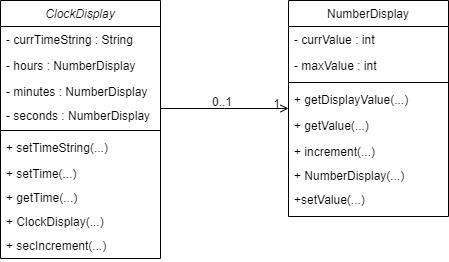 ClockDisplay
- currTimeString : String
- hours : NumberDisplay
- minutes : NumberDisplay
- seconds : NumberDisplay
+ setTimeString(...)
+ setTime(...)
+ getTime(...)
+ ClockDisplay(...)
+ secIncrement(...)
0..1
1
NumberDisplay
- currValue : int
- maxValue : int
+ getDisplayValue(...)
+ getValue(...)
+ increment(...)
+ NumberDisplay(...)
+setValue(...)